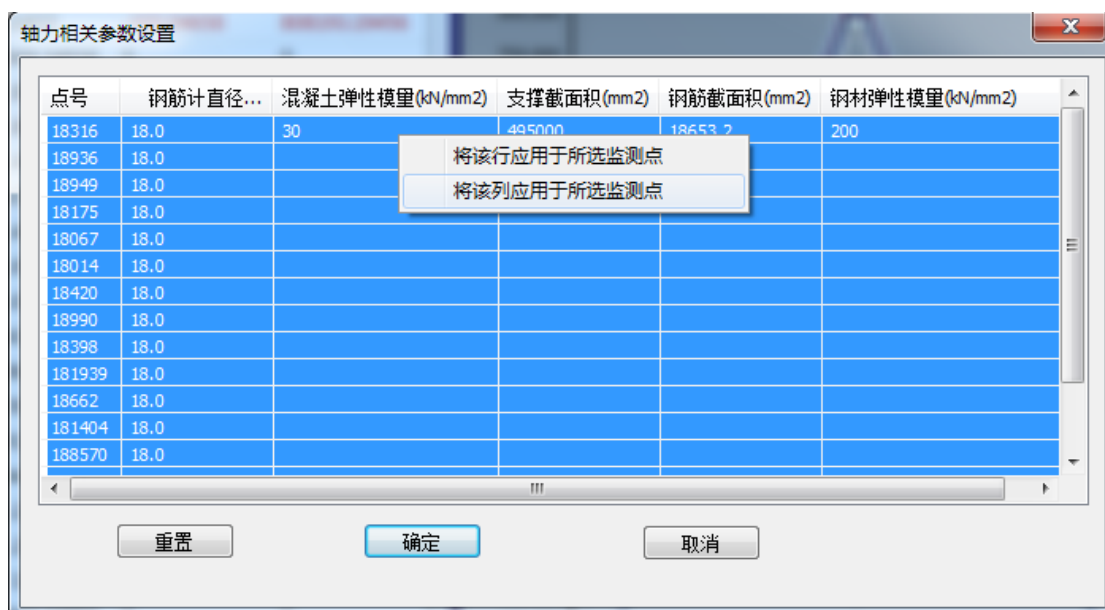 轴力相关参数设置
点号 钢筋计直径... 混凝土弹性模量(kN/mm2) 支撑截面积(mm2) 钢筋截面积(mm2) 钢材弹性模量(kN/mm2)
18316 18.0 30 495000 18653.2 200
将该行应用于所选监测点
18936 18.0
18949 18.0
将该列应用于所选监测点
18175 18.0
18067 18.0
18014 18.0
18420 18.0
18990 18.0
18398 18.0
181939 18.0
18662 18.0
181404 18.0
188570 18.0
重置 确定 取消